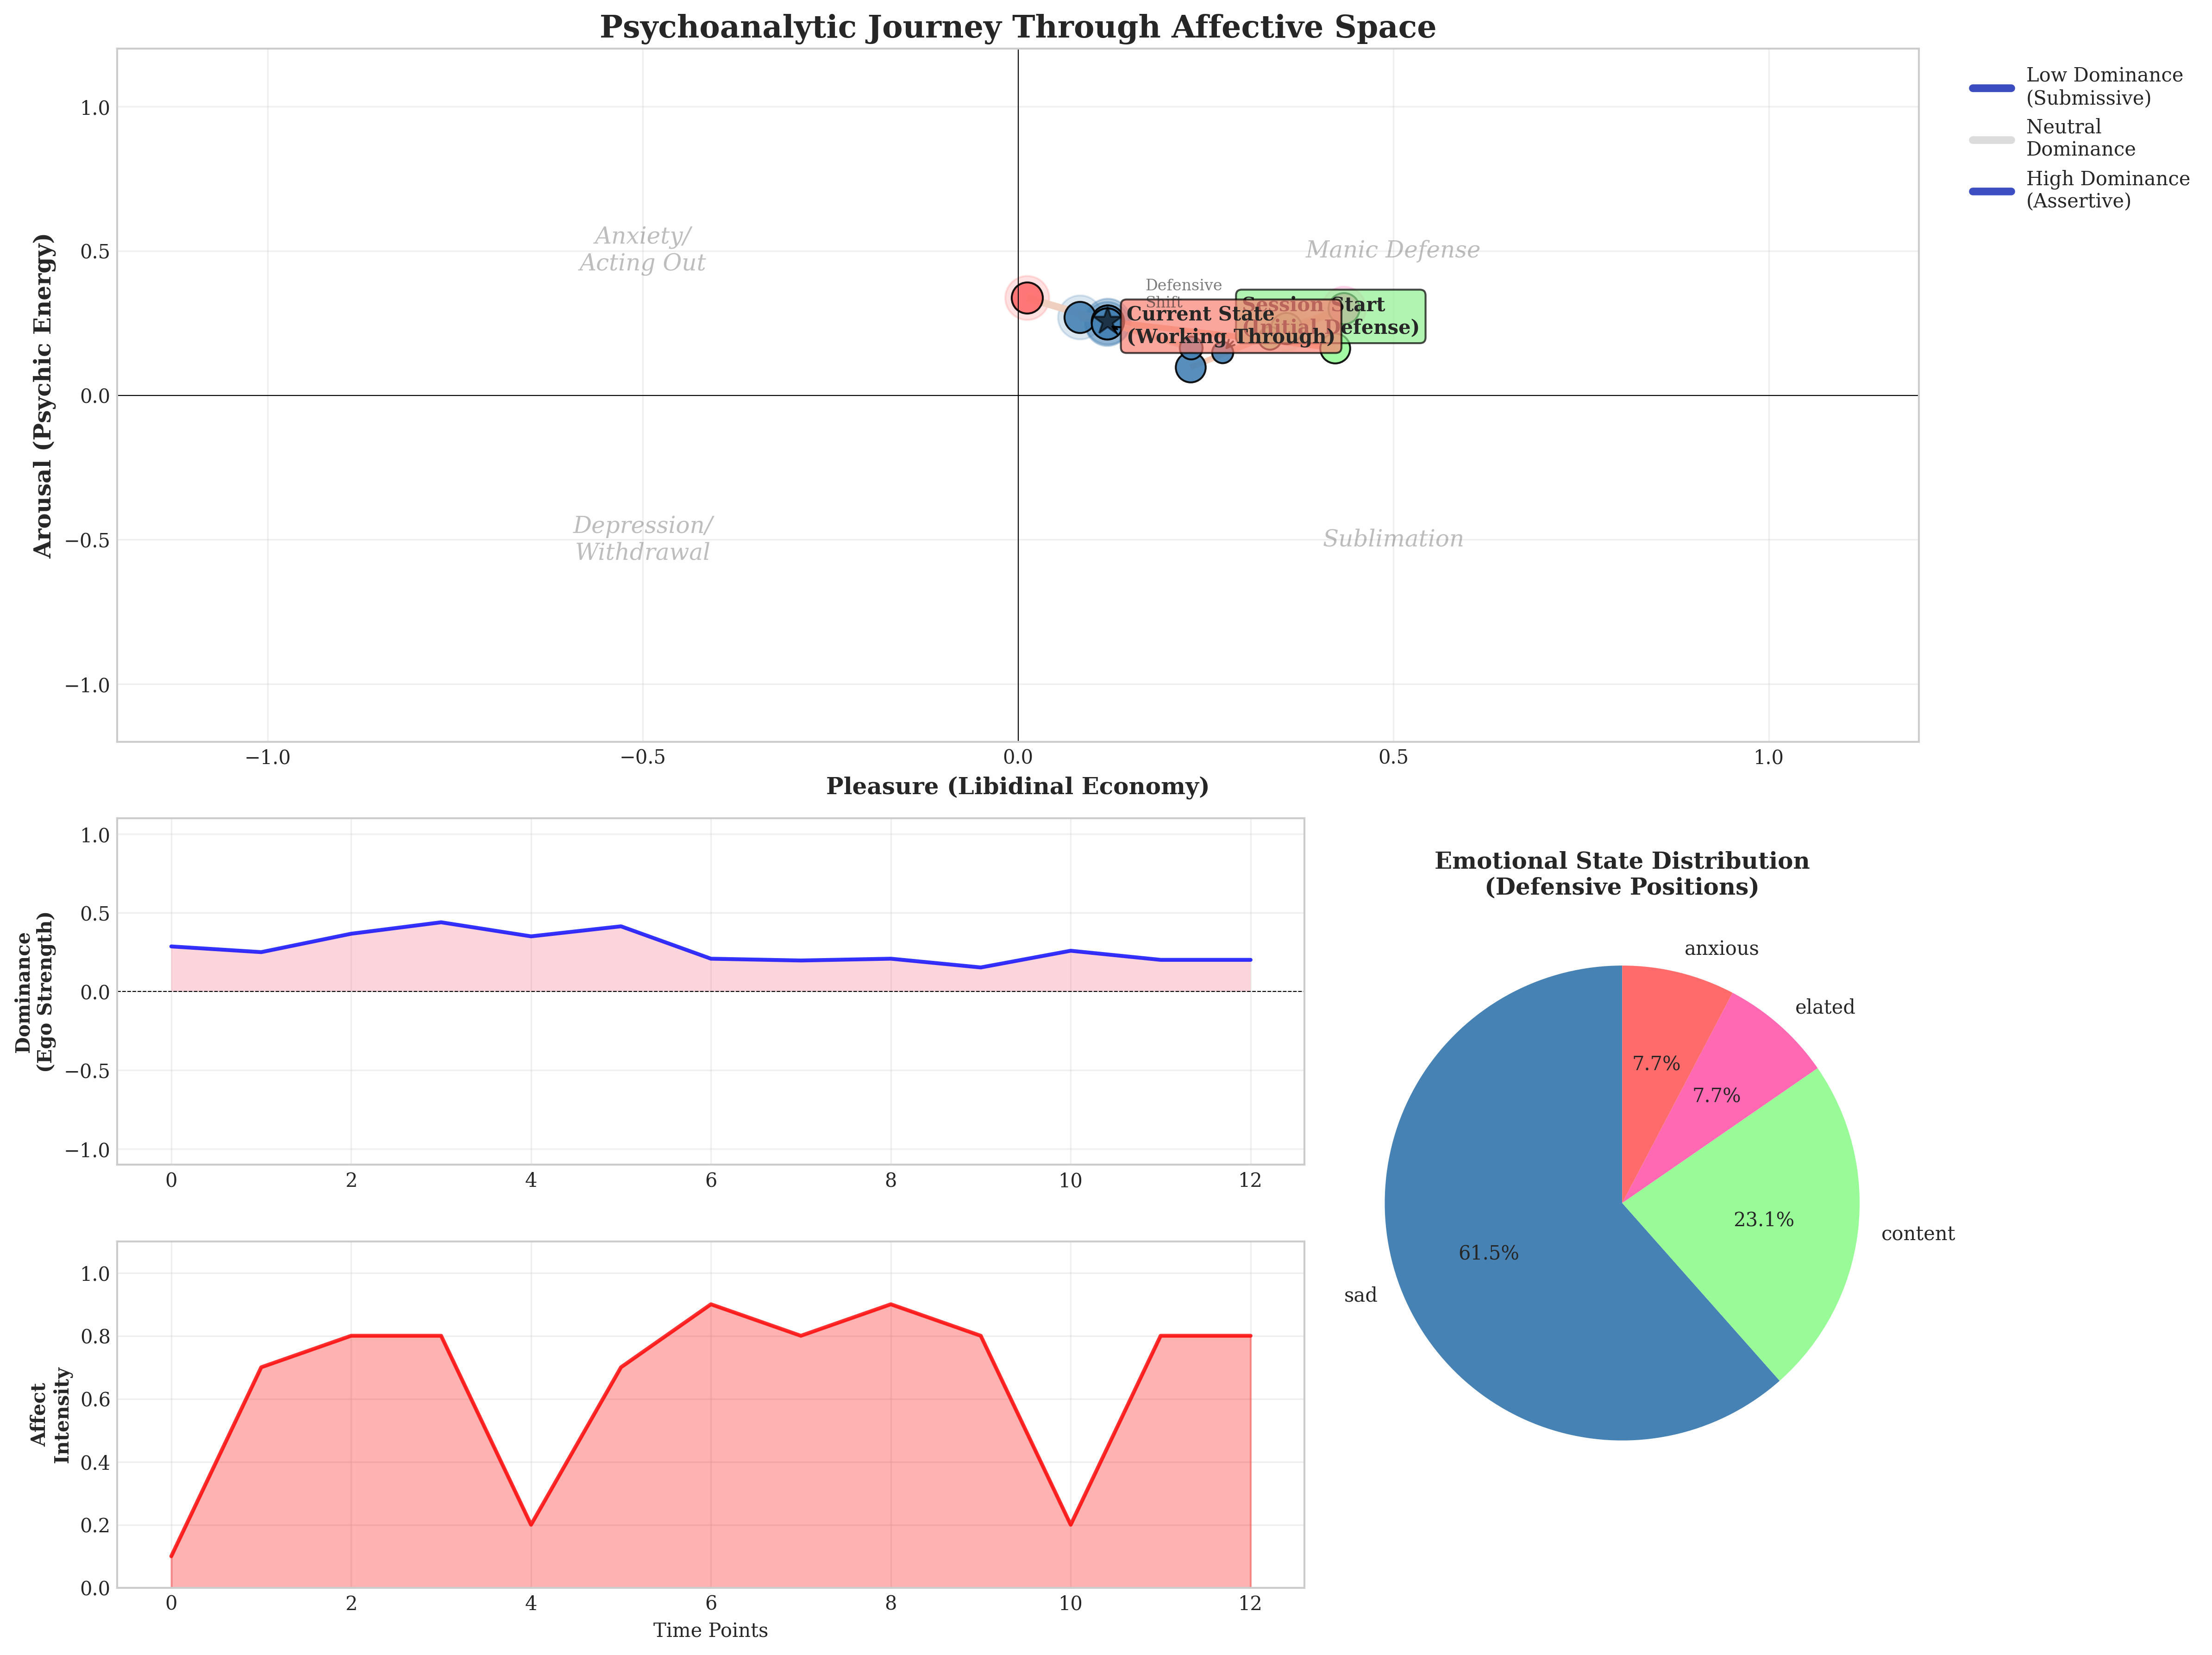 Psychoanalytic Journey Through Affective Space
Arousal (Psychic Energy)
1.0
0.5
0.0
−0.5
−1.0
Anxiety/
Acting Out
Manic Defense
Depression/
Withdrawal
Sublimation
Defensive
Shift
Session Start
(Initial Defense)
Current State
(Working Through)
−1.0
−0.5
0.0
0.5
1.0
Pleasure (Libidinal Economy)
Low Dominance
(Submissive)
Neutral
Dominance
High Dominance
(Assertive)
Dominance
(Ego Strength)
1.0
0.5
0.0
−0.5
−1.0
0
2
4
6
8
10
12
Affect
Intensity
1.0
0.8
0.6
0.4
0.2
0.0
0
2
4
6
8
10
12
Time Points
Emotional State Distribution
(Defensive Positions)
anxious
elated
7.7%
7.7%
23.1%
content
61.5%
sad